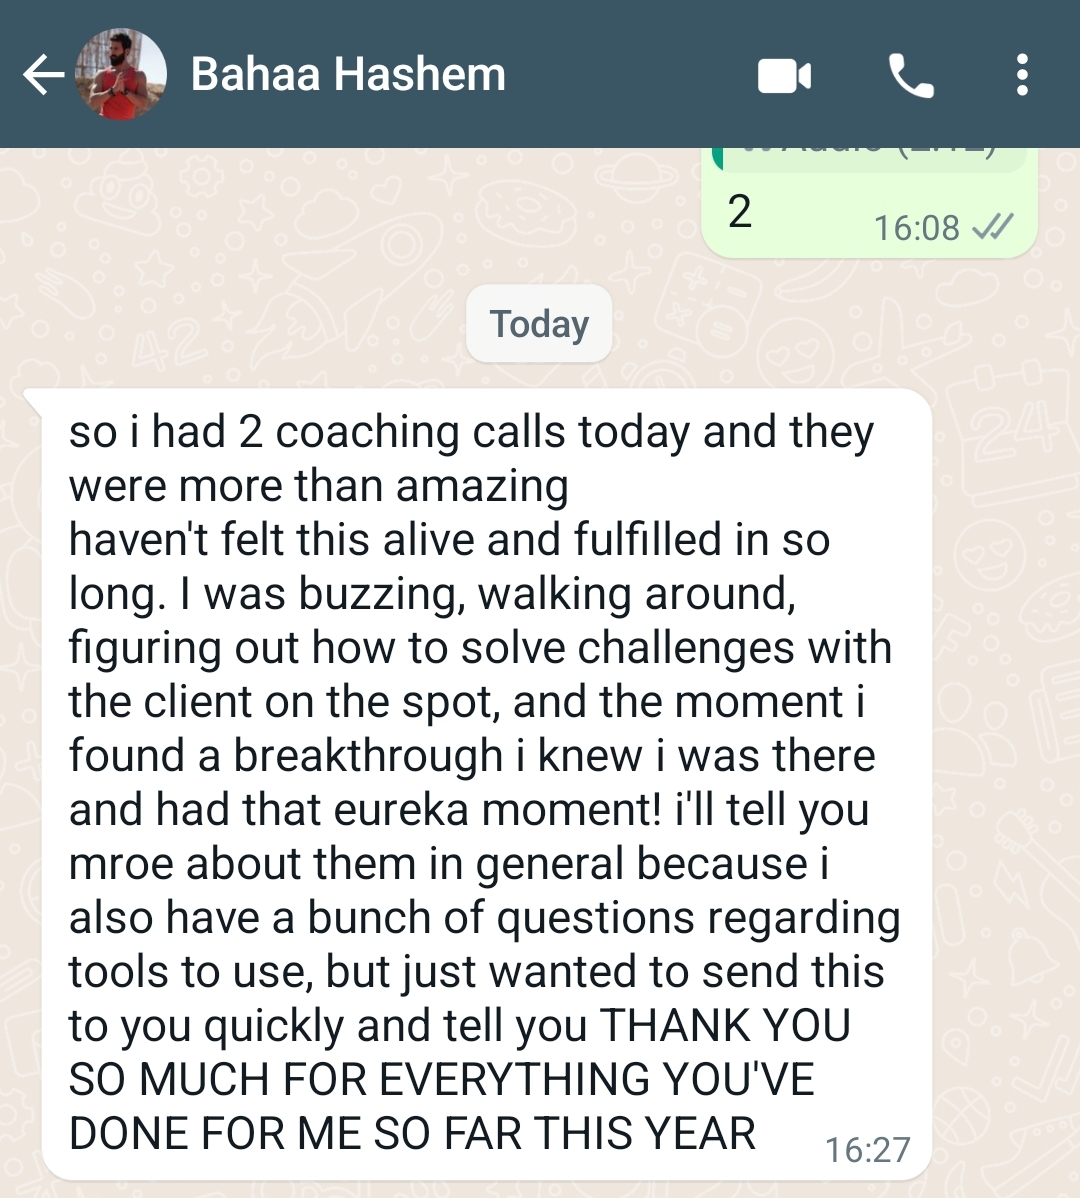 Bahaa Hashem
2
16:08
Today
so i had 2 coaching calls today and they
were more than amazing
haven't felt this alive and fulfilled in so
long. I was buzzing, walking around,
figuring out how to solve challenges with
the client on the spot, and the moment i
found a breakthrough i knew i was there
and had that eureka moment! i'll tell you
mroe about them in general because i
also have a bunch of questions regarding
tools to use, but just wanted to send this
to you quickly and tell you THANK YOU
SO MUCH FOR EVERYTHING YOU'VE
DONE FOR ME SO FAR THIS YEAR
16:27